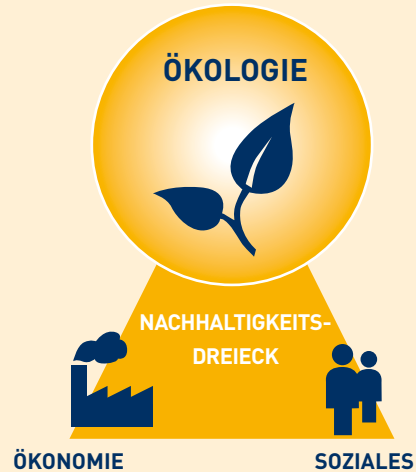 ÖKOLOGIE
NACHHALTIGKEITS-
DREIECK
ÖKONOMIE
SOZIALES